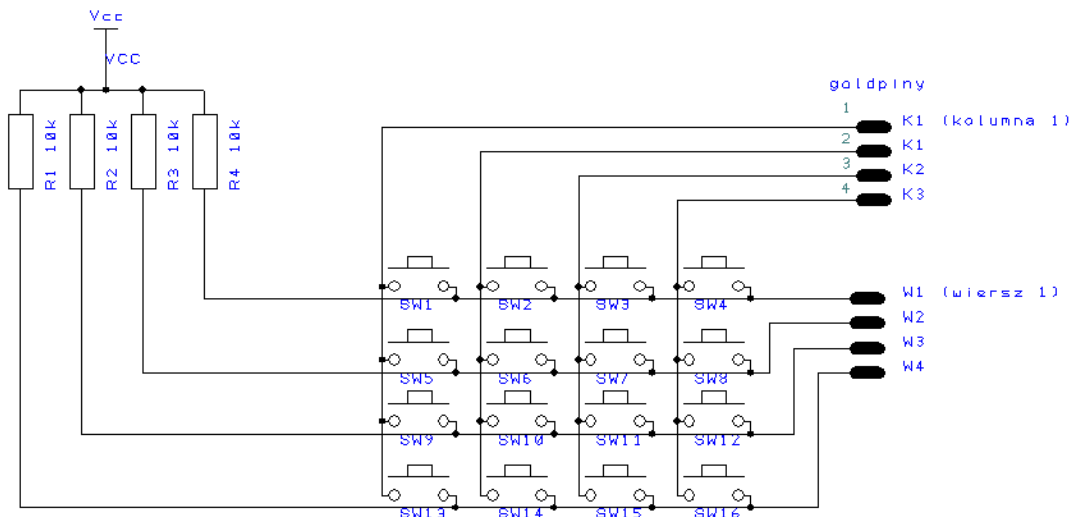 Vcc
VCC
R1 10k
R2 10k
R3 10k
R4 10k
goldpiny
1
K1 (kolumna 1)
2
K1
3
K2
4
K3
SW1 SW2 SW3 SW4
W1 (wiersz 1)
W2
W3
W4
SW5 SW6 SW7 SW8
SW9 SW10 SW11 SW12
SW13 SW14 SW15 SW16